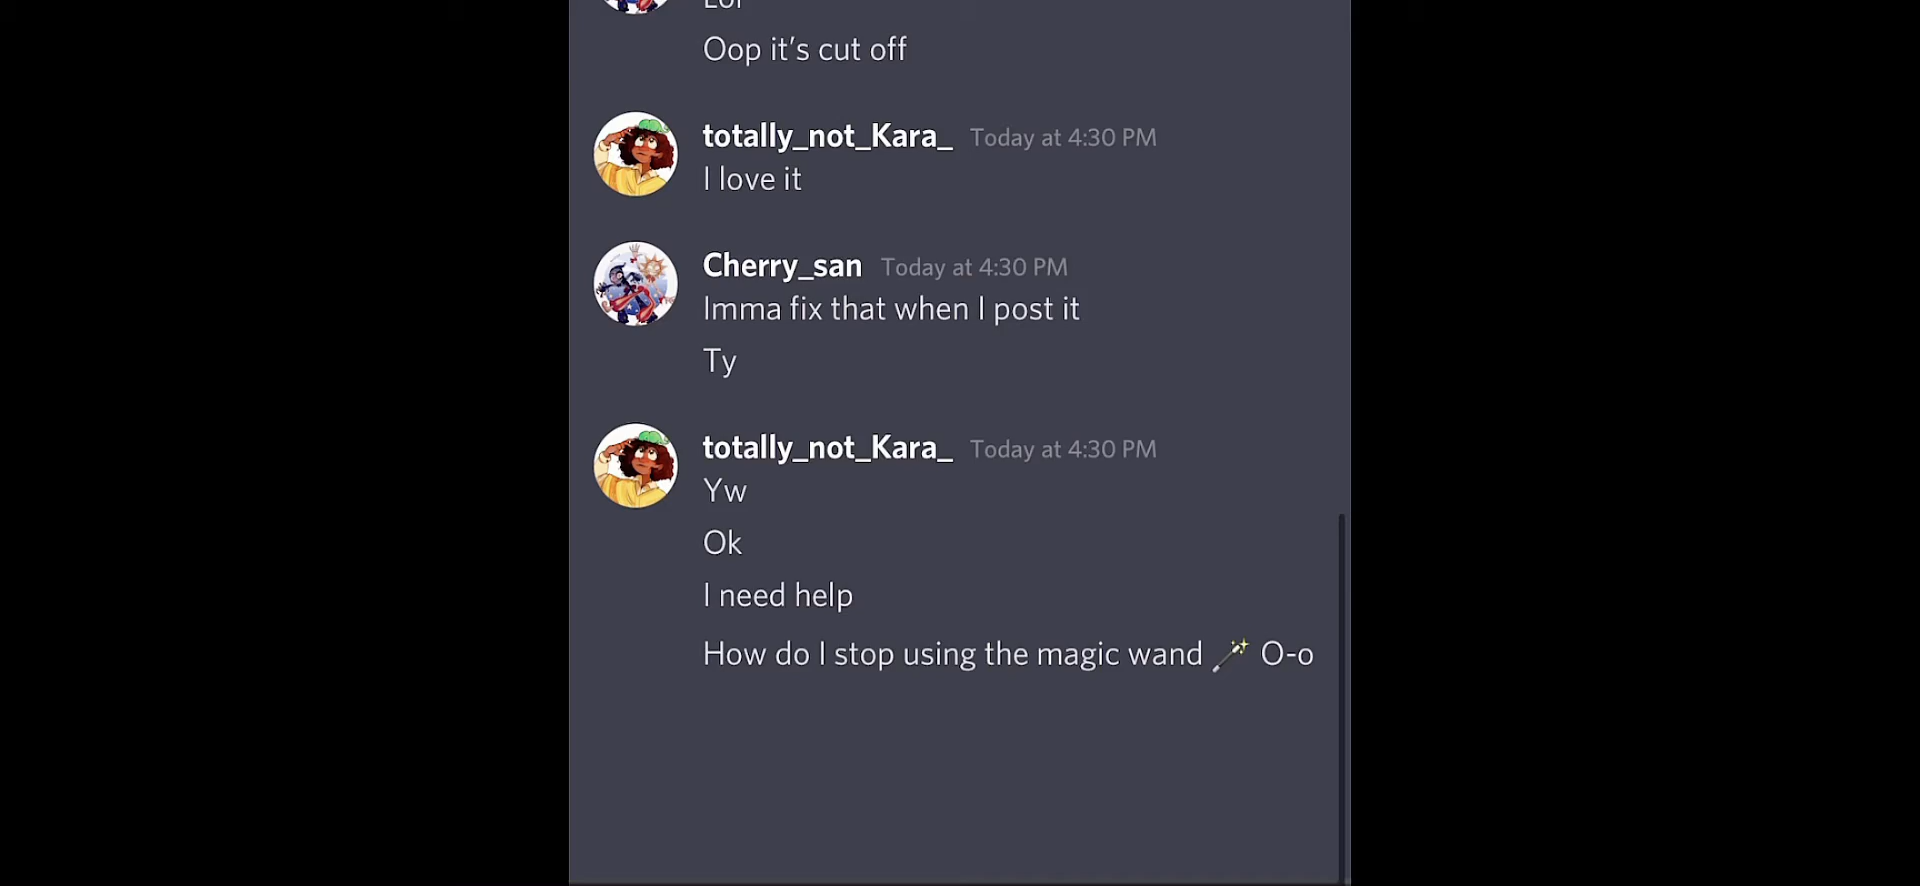 Lol
Oop it’s cut off
totally_not_Kara_ Today at 4:30 PM
I love it
Cherry_san Today at 4:30 PM
Imma fix that when I post it
Ty
totally_not_Kara_ Today at 4:30 PM
Yw
Ok
I need help
How do I stop using the magic wand 🪄 O-o